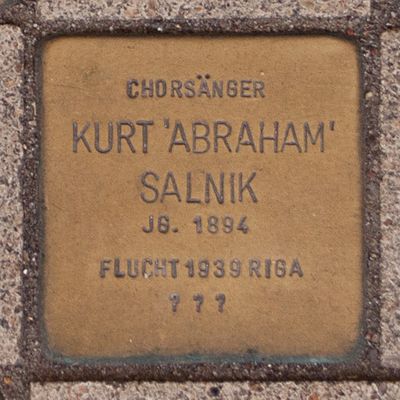 CHORSÄNGER
KURT 'ABRAHAM'
SALNIK
JG. 1894
FLUCHT 1939 RIGA
? ? ?